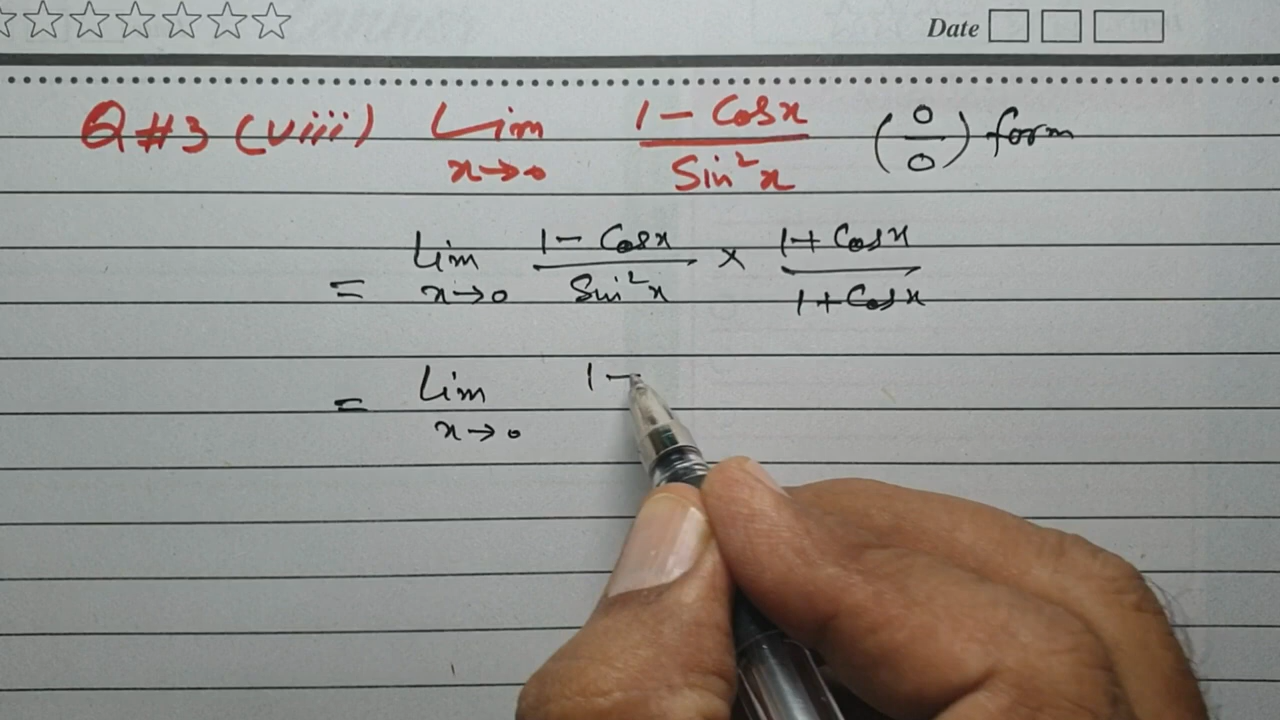 Date
Q#3 (viii) Lim x→0 1 - Cosx / Sin²x (0/0) form
= Lim x→0 1 - Cosx / Sin²x × 1 + Cosx / 1 + Cosx
= Lim x→0 1 -